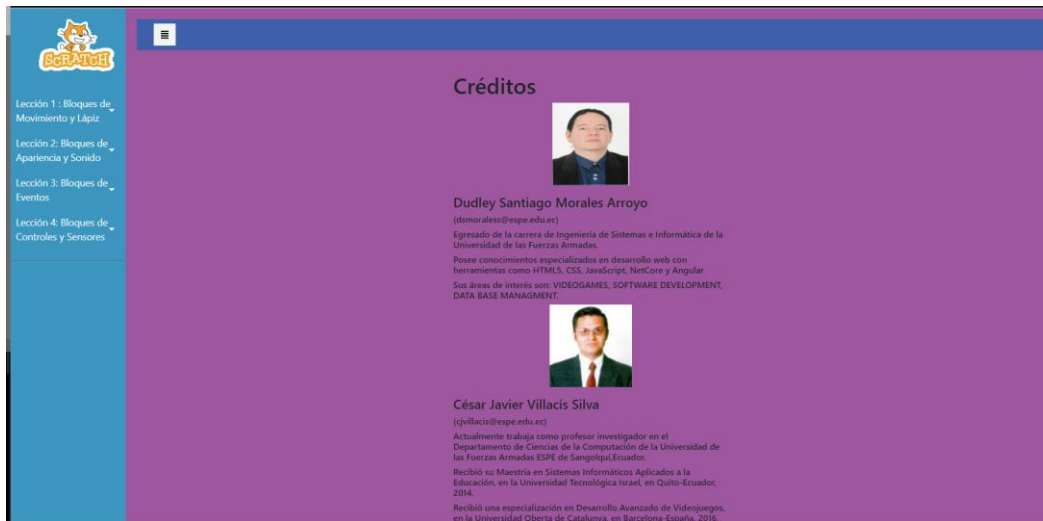 SCRATCH
Lección 1 : Bloques de
Movimiento y Lápiz
Lección 2: Bloques de
Apariencia y Sonido
Lección 3: Bloques de
Eventos
Lección 4: Bloques de
Controles y Sensores
Créditos
Dudley Santiago Morales Arroyo
(dsmoraless@espe.edu.ec)
Egresado de la carrera de Ingeniería de Sistemas e Informática de la
Universidad de las Fuerzas Armadas.
Posee conocimientos especializados en desarrollo web con
herramientas como HTML5, CSS, JavaScript, NetCore y Angular
Sus áreas de interés son: VIDEOGAMES, SOFTWARE DEVELOPMENT,
DATA BASE MANAGMENT.
César Javier Villacís Silva
(cjvillacis@espe.edu.ec)
Actualmente trabaja como profesor investigador en el
Departamento de Ciencias de la Computación de la Universidad de
las Fuerzas Armadas ESPE de Sangolquí,Ecuador.
Recibió su Maestría en Sistemas Informáticos Aplicados a la
Educación, en la Universidad Tecnológica Israel, en Quito-Ecuador,
2014.
Recibió una especialización en Desarrollo Avanzado de Videojuegos,
en la Universidad Oberta de Catalunya, en Barcelona-España, 2016.